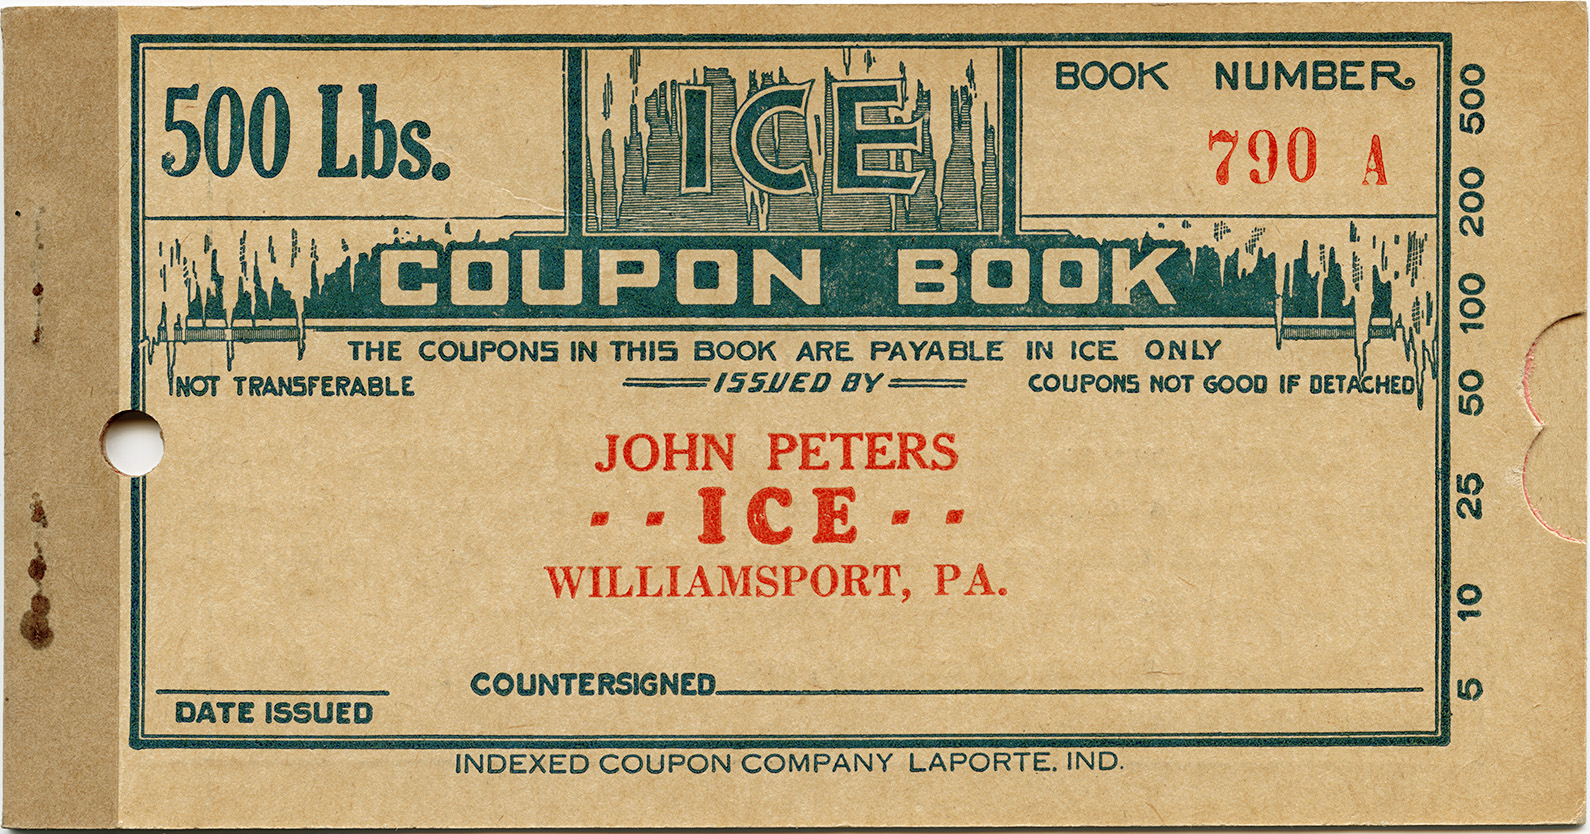 500 Lbs.
ICE
BOOK NUMBER
790 A
COUPON BOOK
THE COUPONS IN THIS BOOK ARE PAYABLE IN ICE ONLY
NOT TRANSFERABLE
ISSUED BY
COUPONS NOT GOOD IF DETACHED
JOHN PETERS
- - ICE - -
WILLIAMSPORT, PA.
COUNTERSIGNED
DATE ISSUED
INDEXED COUPON COMPANY LAPORTE. IND.
5 10 25 50 100 200 500